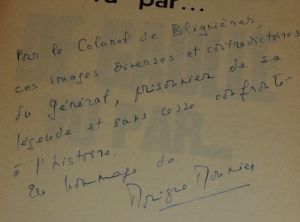 vu par...
Pour le Colonel de Blignières,
ces images diverses et contradictoires
du général, prisonnier de sa
légende et sans cesse confronté
à l'histoire.
En hommage de